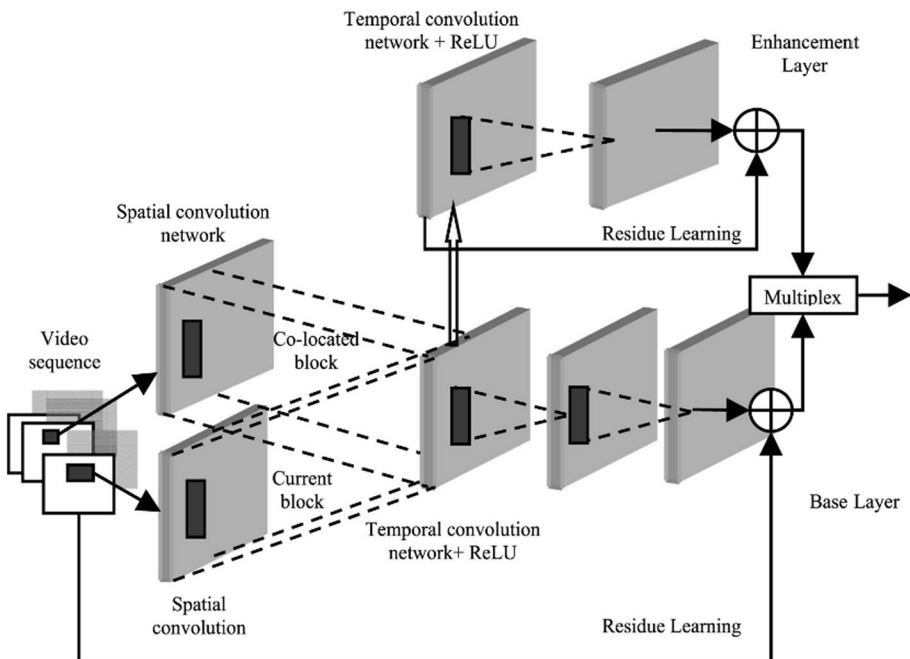 Temporal convolution
network + ReLU
Enhancement
Layer
Spatial convolution
network
Residue Learning
Multiplex
Video
sequence
Co-located
block
Current
block
Temporal convolution
network+ ReLU
Base Layer
Spatial
convolution
Residue Learning